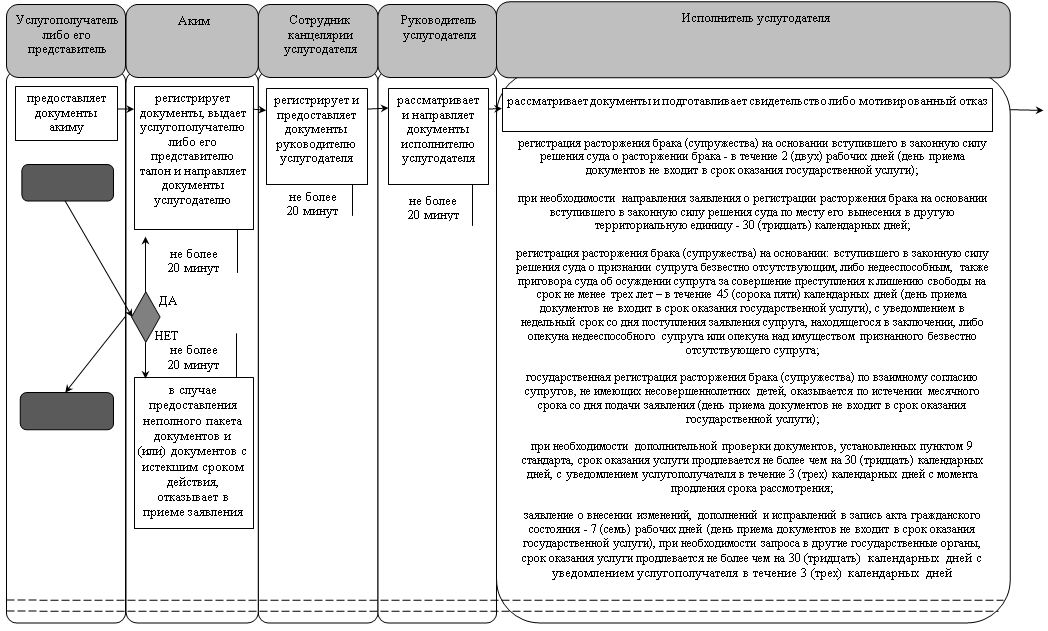 Услугополучатель
либо его
представитель
Аким
Сотрудник
канцелярии
услугодателя
Руководитель
услугодателя
Исполнитель услугодателя
предоставляет
документы
акиму
регистрирует
документы, выдает
услугополучателю
либо его
представителю
талон и направляет
документы
услугодателю
не более
20 минут
ДА
НЕТ
не более
20 минут
в случае
предоставления
неполного пакета
документов и
(или) документов с
истекшим сроком
действия,
отказывает в
приеме заявления
регистрирует и
предоставляет
документы
руководителю
услугодателя
не более
20 минут
рассматривает
и направляет
документы
исполнителю
услугодателя
не более
20 минут
рассматривает документы и подготавливает свидетельство либо мотивированный отказ
регистрация расторжения брака (супружества) на основании вступившего в законную силу
решения суда о расторжении брака - в течение 2 (двух) рабочих дней (день приема
документов не входит в срок оказания государственной услуги);
при необходимости направления заявления о регистрации расторжения брака на основании
вступившего в законную силу решения суда по месту его вынесения в другую
территориальную единицу - 30 (тридцать) календарных дней;
регистрация расторжения брака (супружества) на основании: вступившего в законную силу
решения суда о признании супруга безвестно отсутствующим, либо недееспособным, также
приговора суда об осуждении супруга за совершение преступления к лишению свободы на
срок не менее трех лет – в течение 45 (сорока пяти) календарных дней (день приема
документов не входит в срок оказания государственной услуги), с уведомлением в
недельный срок со дня поступления заявления супруга, находящегося в заключении, либо
опекуна недееспособного супруга или опекуна над имуществом признанного безвестно
отсутствующего супруга;
государственная регистрация расторжения брака (супружества) по взаимному согласию
супругов, не имеющих несовершеннолетних детей, оказывается по истечении месячного
срока со дня подачи заявления (день приема документов не входит в срок оказания
государственной услуги);
при необходимости дополнительной проверки документов, установленных пунктом 9
стандарта, срок оказания услуги продлевается не более чем на 30 (тридцать) календарных
дней, с уведомлением услугополучателя в течение 3 (трех) календарных дней с момента
продления срока рассмотрения;
заявление о внесении изменений, дополнений и исправлений в запись акта гражданского
состояния - 7 (семь) рабочих дней (день приема документов не входит в срок оказания
государственной услуги), при необходимости запроса в другие государственные органы,
срок оказания услуги продлевается не более чем на 30 (тридцать) календарных дней с
уведомлением услугополучателя в течение 3 (трех) календарных дней